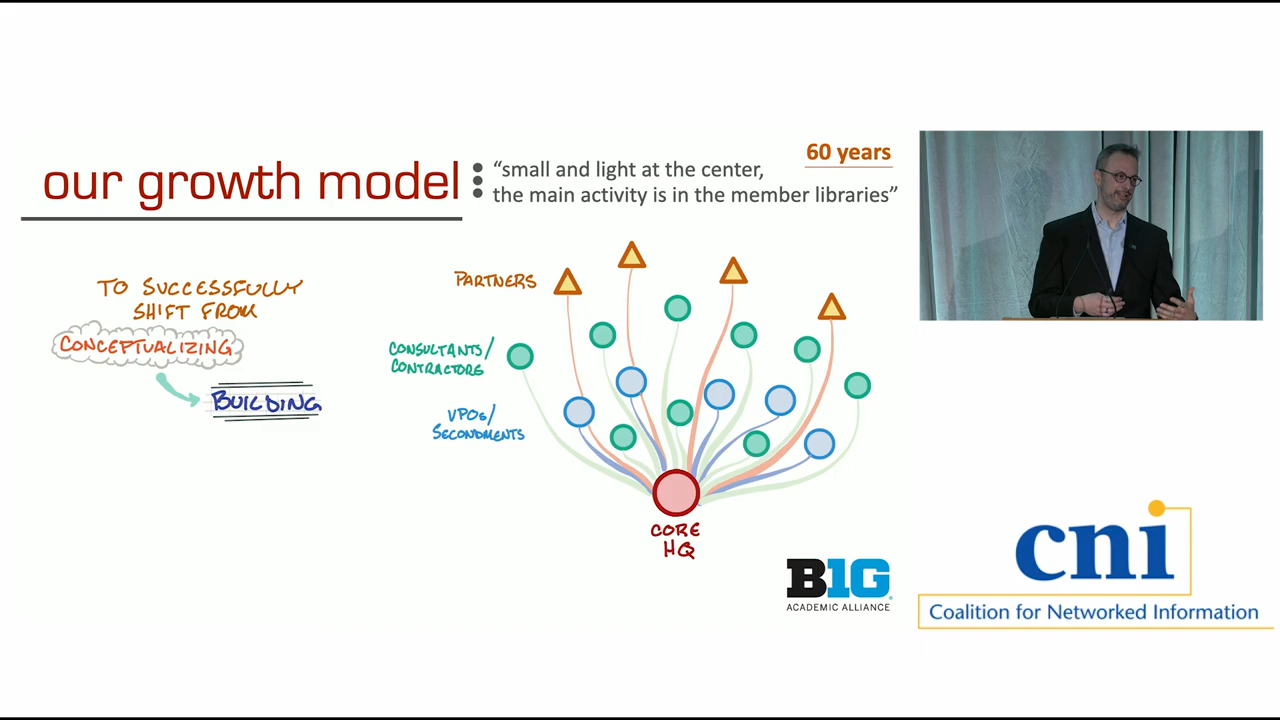 our growth model
60 years
“small and light at the center,
the main activity is in the member libraries”
TO SUCCESSFULLY
SHIFT FROM
CONCEPTUALIZING
BUILDING
PARTNERS
CONSULTANTS/
CONTRACTORS
VPOs/
SECONDMENTS
CORE
HQ
B1G
ACADEMIC ALLIANCE
cni
Coalition for Networked Information